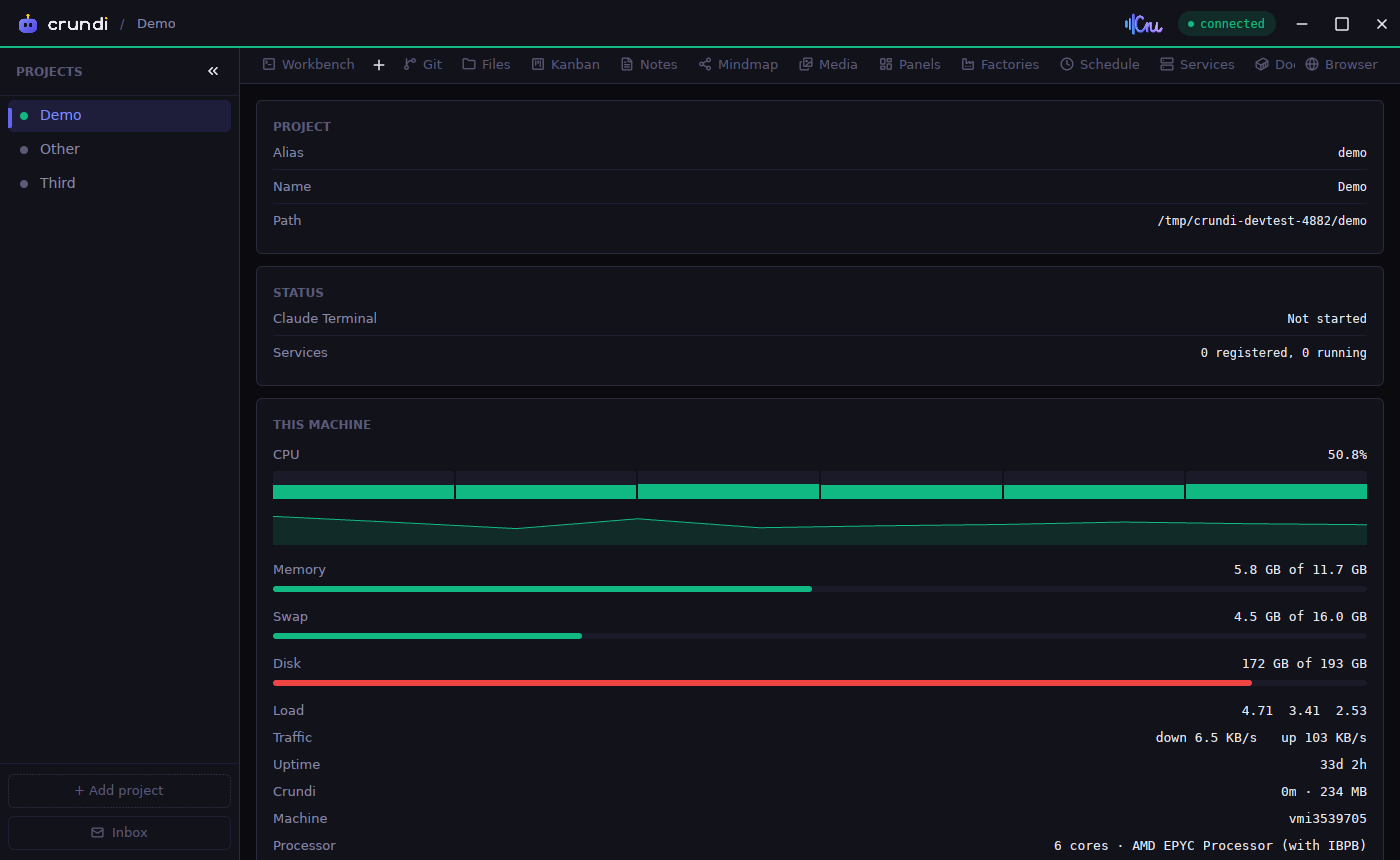 crundi / Demo
Cru
connected
PROJECTS
Workbench + Git Files Kanban Notes Mindmap Media Panels Factories Schedule Services Browser
Demo
Other
Third
+ Add project
Inbox
PROJECT
Alias demo
Name Demo
Path /tmp/crundi-devtest-4882/demo
STATUS
Claude Terminal Not started
Services 0 registered, 0 running
THIS MACHINE
CPU 50.8%
Memory 5.8 GB of 11.7 GB
Swap 4.5 GB of 16.0 GB
Disk 172 GB of 193 GB
Load 4.71 3.41 2.53
Traffic down 6.5 KB/s up 103 KB/s
Uptime 33d 2h
Crundi 0m · 234 MB
Machine vmi3539705
Processor 6 cores · AMD EPYC Processor (with IBPB)